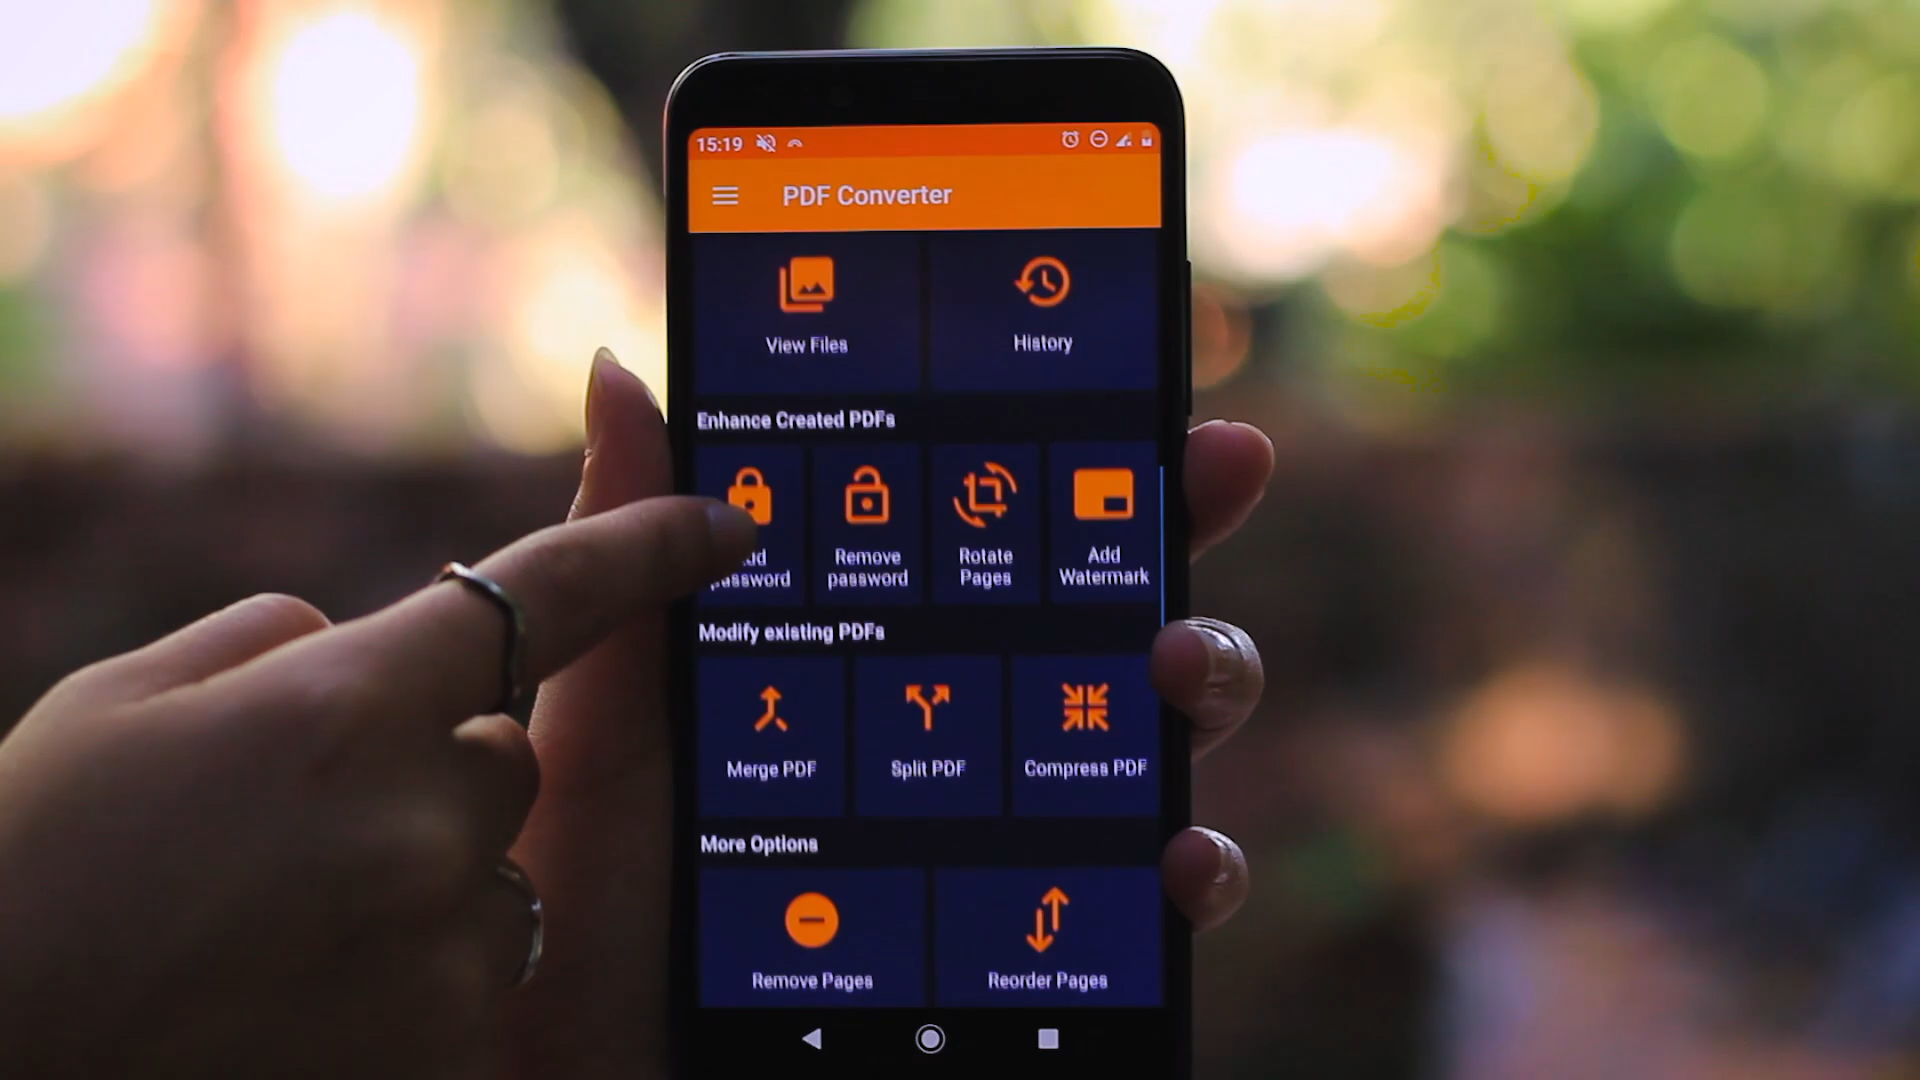 15:19
PDF Converter
View Files
History
Enhance Created PDFs
password
Remove
password
Rotate
Pages
Add
Watermark
Modify existing PDFs
Merge PDF
Split PDF
Compress PDF
More Options
Remove Pages
Reorder Pages